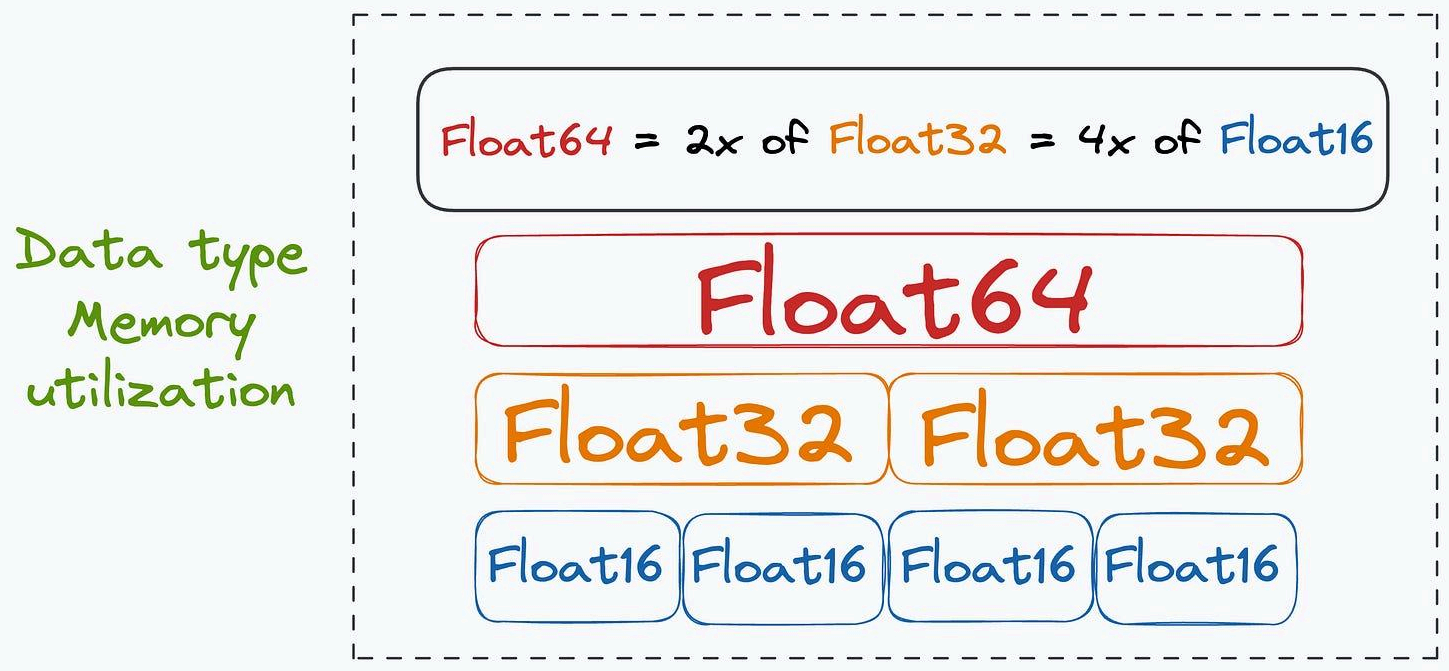 Data type
Memory
utilization
Float64 = 2x of Float32 = 4x of Float16
Float64
Float32 Float32
Float16 Float16 Float16 Float16